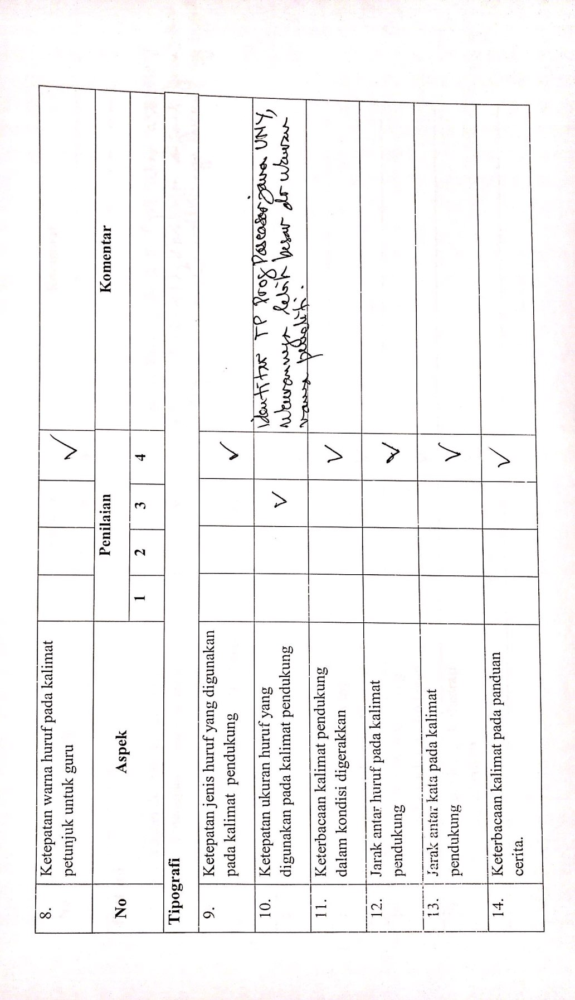 8. Ketepatan warna huruf pada kalimat ✓
petunjuk untuk guru
No Aspek Penilaian Komentar
1 2 3 4
Tipografi
9. Ketepatan jenis huruf yang digunakan ✓
pada kalimat pendukung
10. Ketepatan ukuran huruf yang ✓ identitas TP Prog Pascasarjana UNY,
digunakan pada kalimat pendukung ukurannya lebih besar dr ukuran
nama peneliti.
11. Keterbacaan kalimat pendukung ✓
dalam kondisi digerakkan
12. Jarak antar huruf pada kalimat ✓
pendukung
13. Jarak antar kata pada kalimat ✓
pendukung
14. Keterbacaan kalimat pada panduan ✓
cerita.